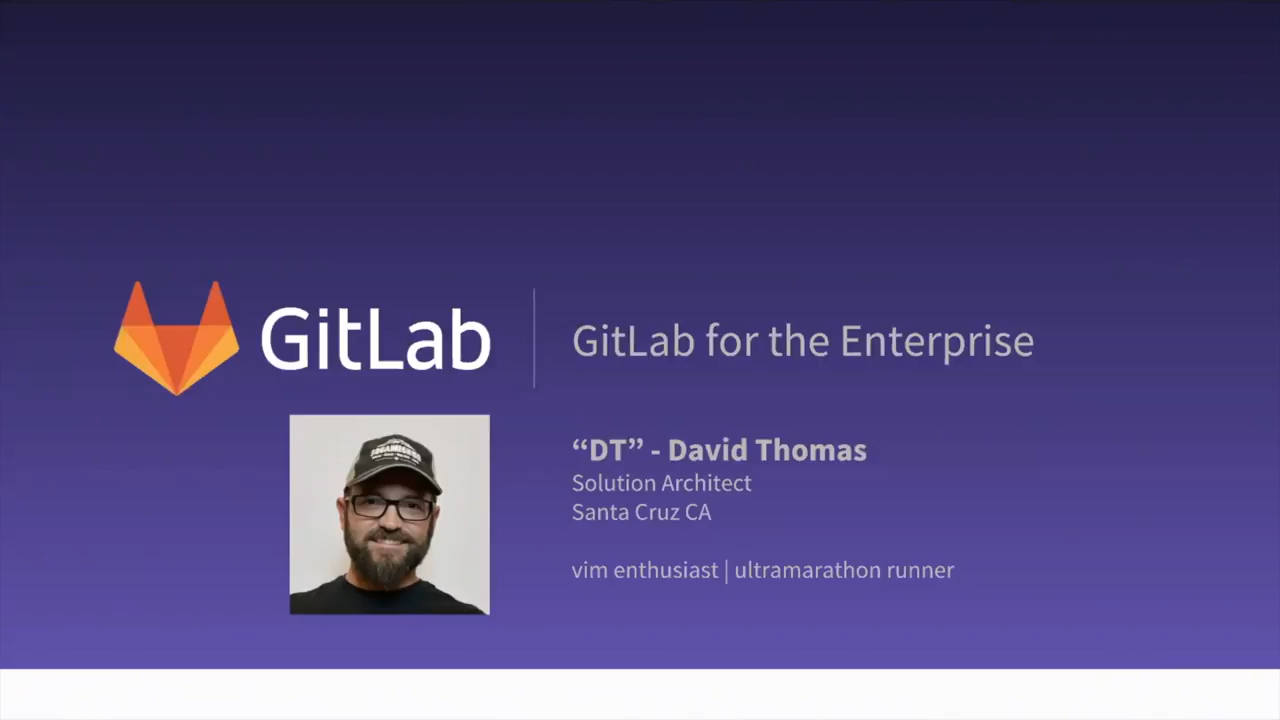 GitLab
GitLab for the Enterprise
“DT” - David Thomas
Solution Architect
Santa Cruz CA
vim enthusiast | ultramarathon runner